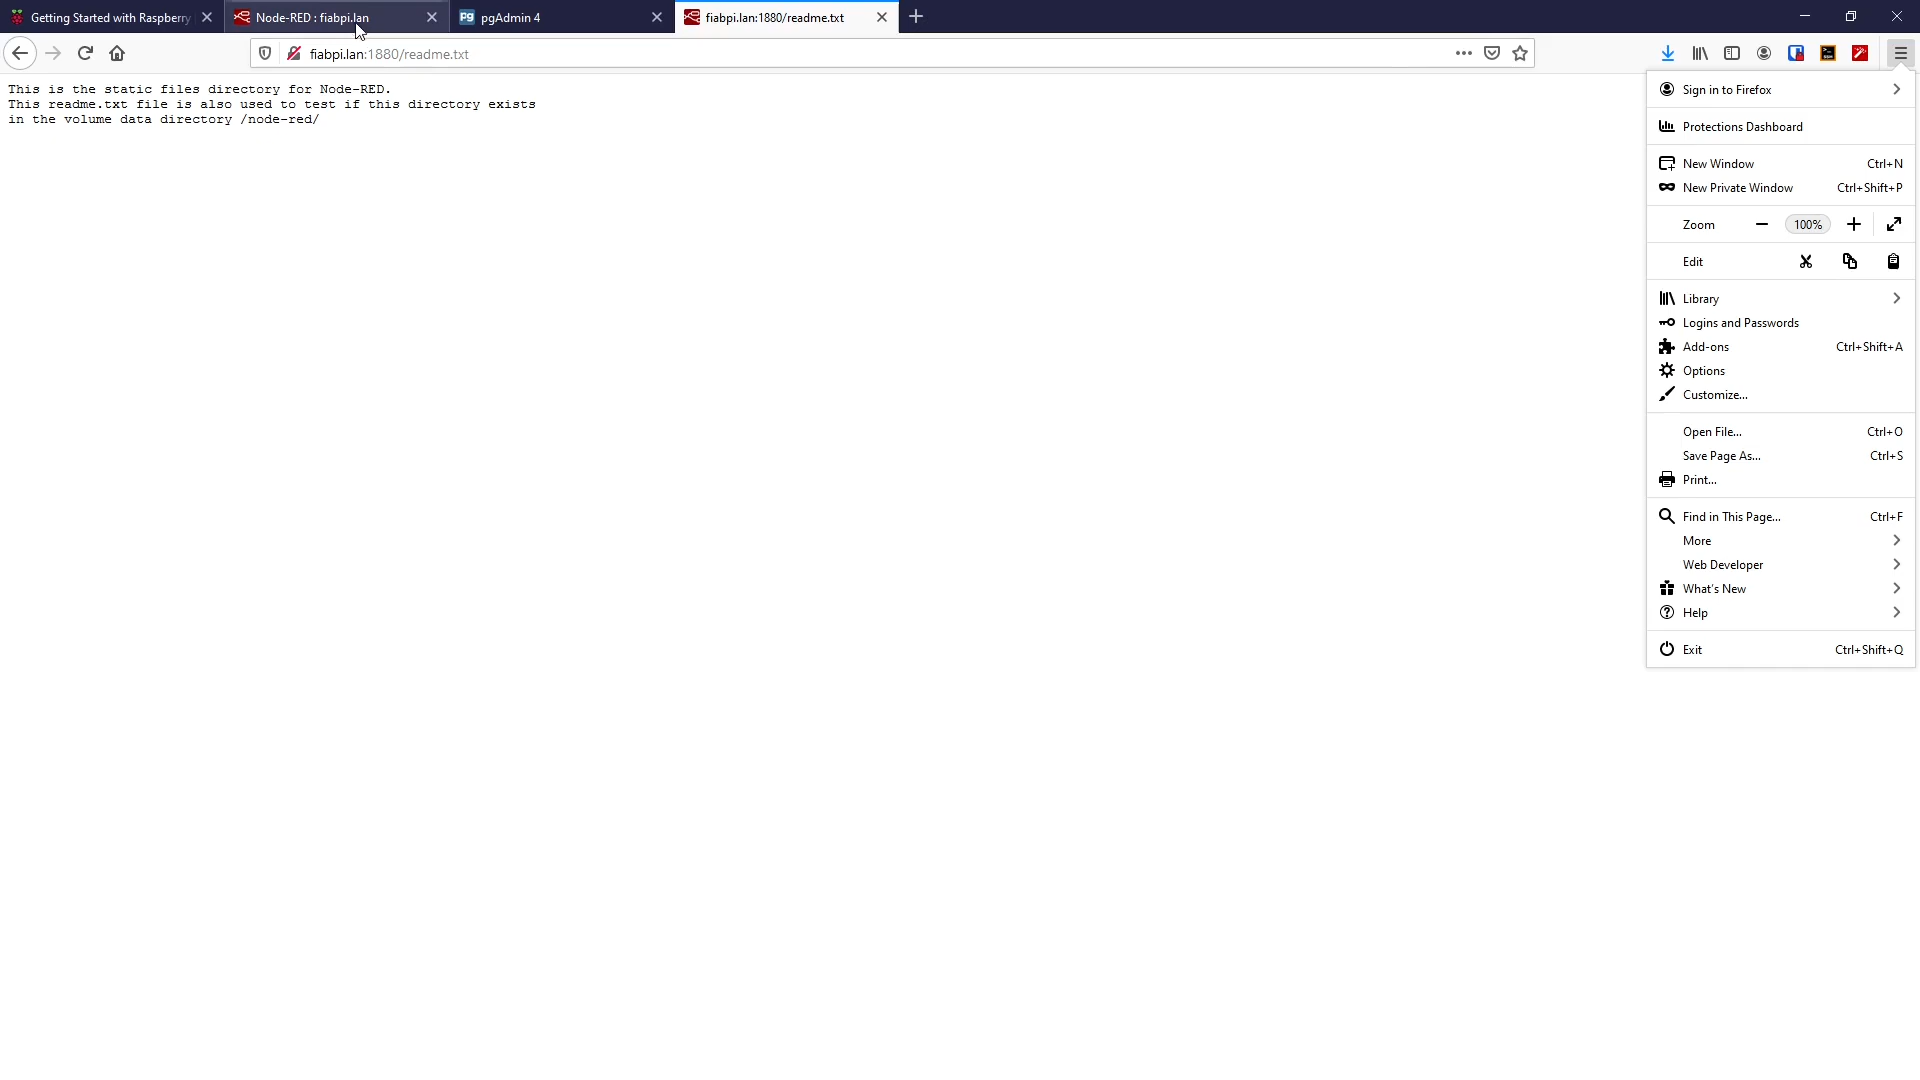 Getting Started with Raspberry
Node-RED : fiabpi.lan
Pg pgAdmin 4
fiabpi.lan:1880/readme.txt
fiabpi.lan:1880/readme.txt
This is the static files directory for Node-RED.
This readme.txt file is also used to test if this directory exists
in the volume data directory /node-red/
Sign in to Firefox
Protections Dashboard
New Window Ctrl+N
New Private Window Ctrl+Shift+P
Zoom 100%
Edit
Library
Logins and Passwords
Add-ons Ctrl+Shift+A
Options
Customize...
Open File... Ctrl+O
Save Page As... Ctrl+S
Print...
Find in This Page... Ctrl+F
More
Web Developer
What's New
Help
Exit Ctrl+Shift+Q